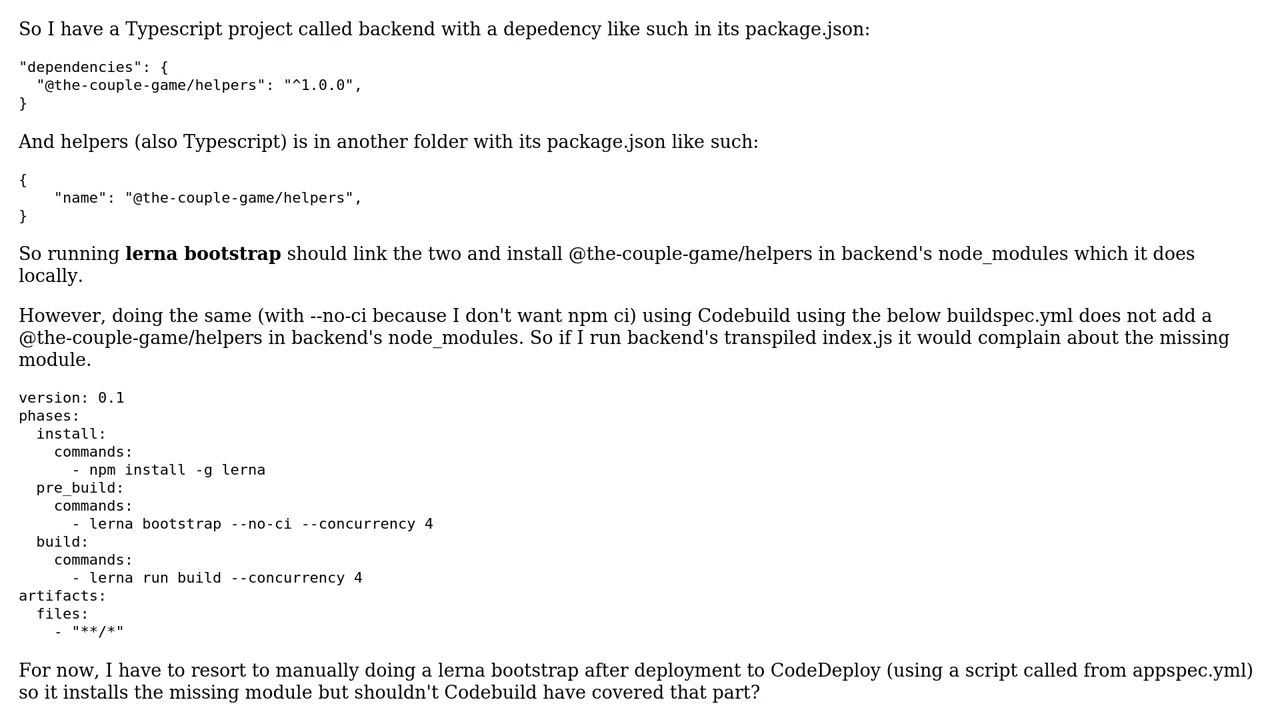 So I have a Typescript project called backend with a depedency like such in its package.json:
"dependencies": {
  "@the-couple-game/helpers": "^1.0.0",
}
And helpers (also Typescript) is in another folder with its package.json like such:
{
    "name": "@the-couple-game/helpers",
}
So running lerna bootstrap should link the two and install @the-couple-game/helpers in backend's node_modules which it does
locally.
However, doing the same (with --no-ci because I don't want npm ci) using Codebuild using the below buildspec.yml does not add a
@the-couple-game/helpers in backend's node_modules. So if I run backend's transpiled index.js it would complain about the missing
module.
version: 0.1
phases:
  install:
    commands:
      - npm install -g lerna
  pre_build:
    commands:
      - lerna bootstrap --no-ci --concurrency 4
  build:
    commands:
      - lerna run build --concurrency 4
artifacts:
  files:
    - "**/*"
For now, I have to resort to manually doing a lerna bootstrap after deployment to CodeDeploy (using a script called from appspec.yml)
so it installs the missing module but shouldn't Codebuild have covered that part?